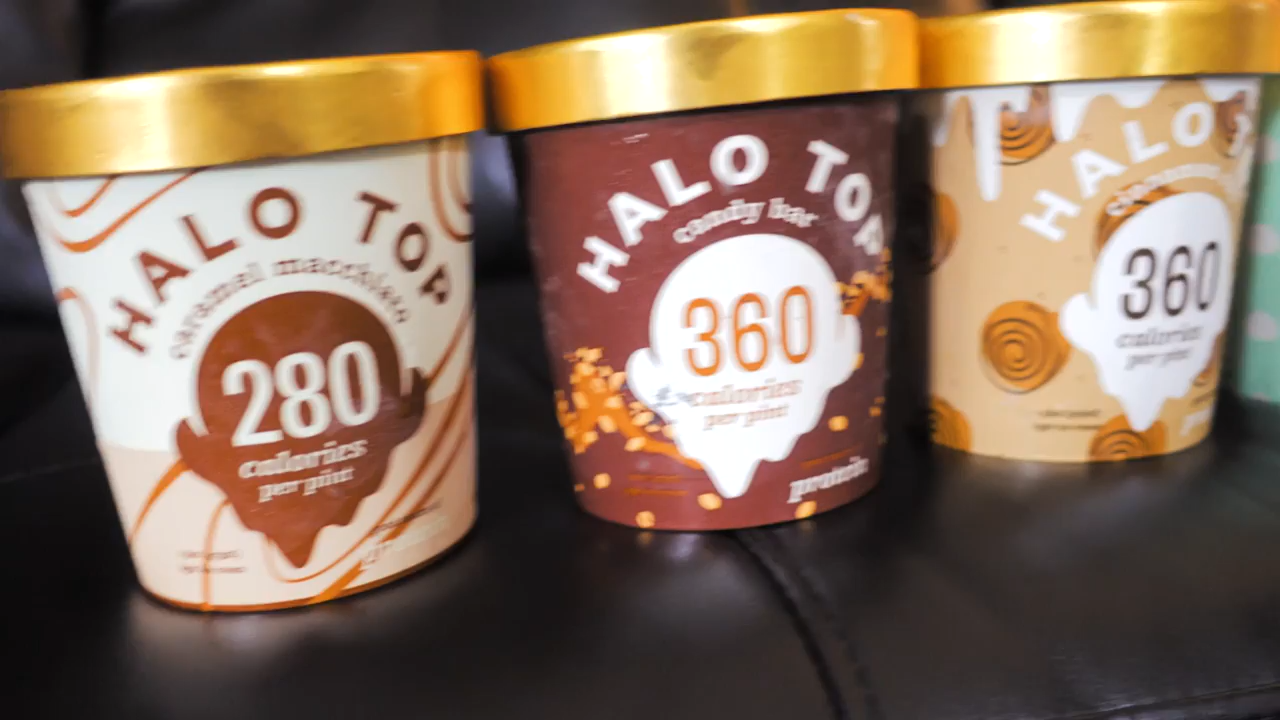 HALO TOP
caramel macchiato
280
calories
per pint
HALO TOP
candy bar
360
calories
per pint
protein
HALO
360
calories
per pint